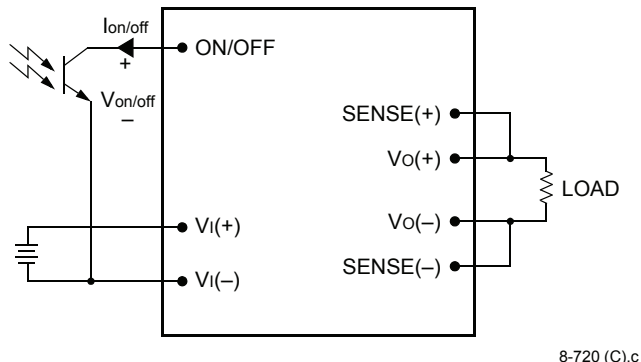 Ion/off
+
ON/OFF
Von/off
–
SENSE(+)
VO(+)
LOAD
VI(+)
VO(–)
SENSE(–)
VI(–)
8-720 (C).c